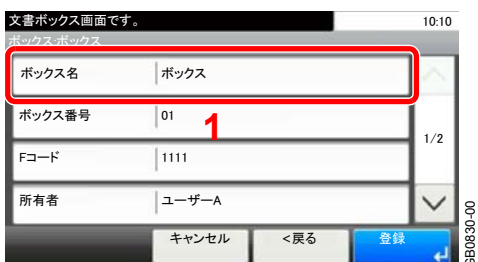 文書ボックス画面です。 10:10
ボックス:ボックス
ボックス名 ボックス
ボックス番号 01
1
1/2
Fコード 1111
所有者 ユーザーA
キャンセル <戻る 登録
GB0830-00